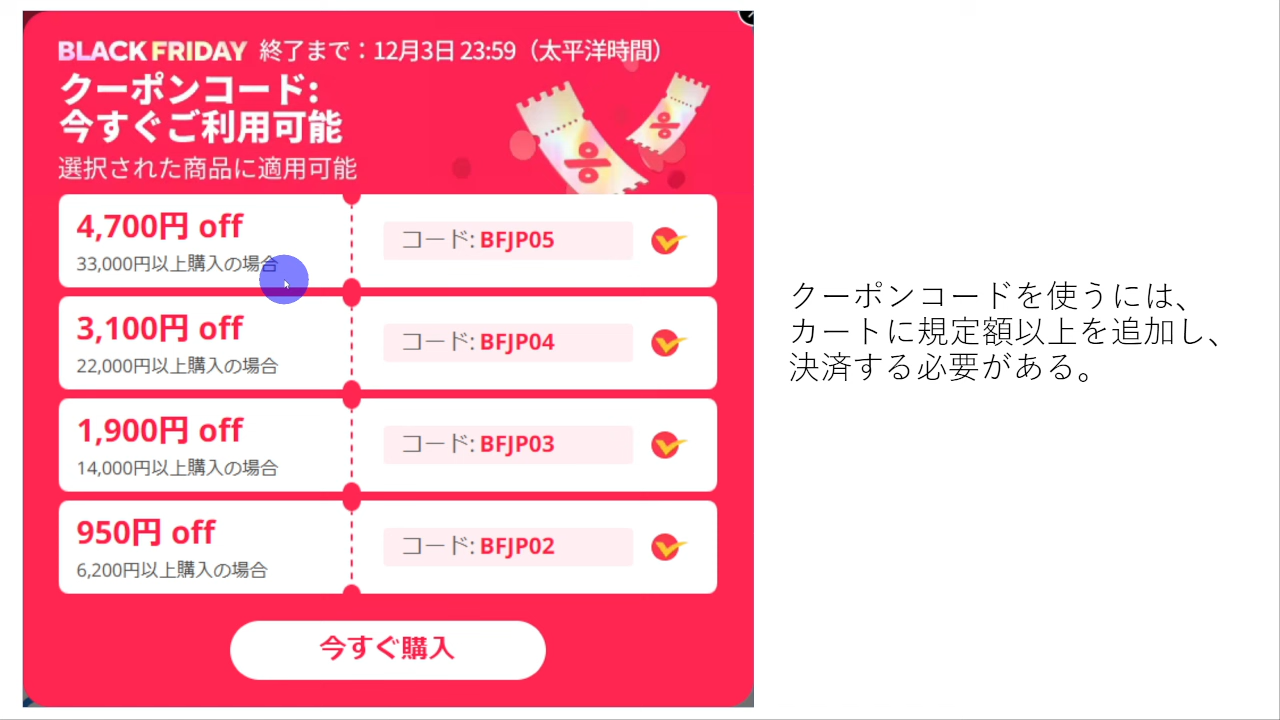 BLACK FRIDAY 終了まで：12月3日 23:59（太平洋時間）
クーポンコード:
今すぐご利用可能
選択された商品に適用可能
4,700円 off
33,000円以上購入の場合
コード: BFJP05
3,100円 off
22,000円以上購入の場合
コード: BFJP04
1,900円 off
14,000円以上購入の場合
コード: BFJP03
950円 off
6,200円以上購入の場合
コード: BFJP02
今すぐ購入
クーポンコードを使うには、
カートに規定額以上を追加し、
決済する必要がある。